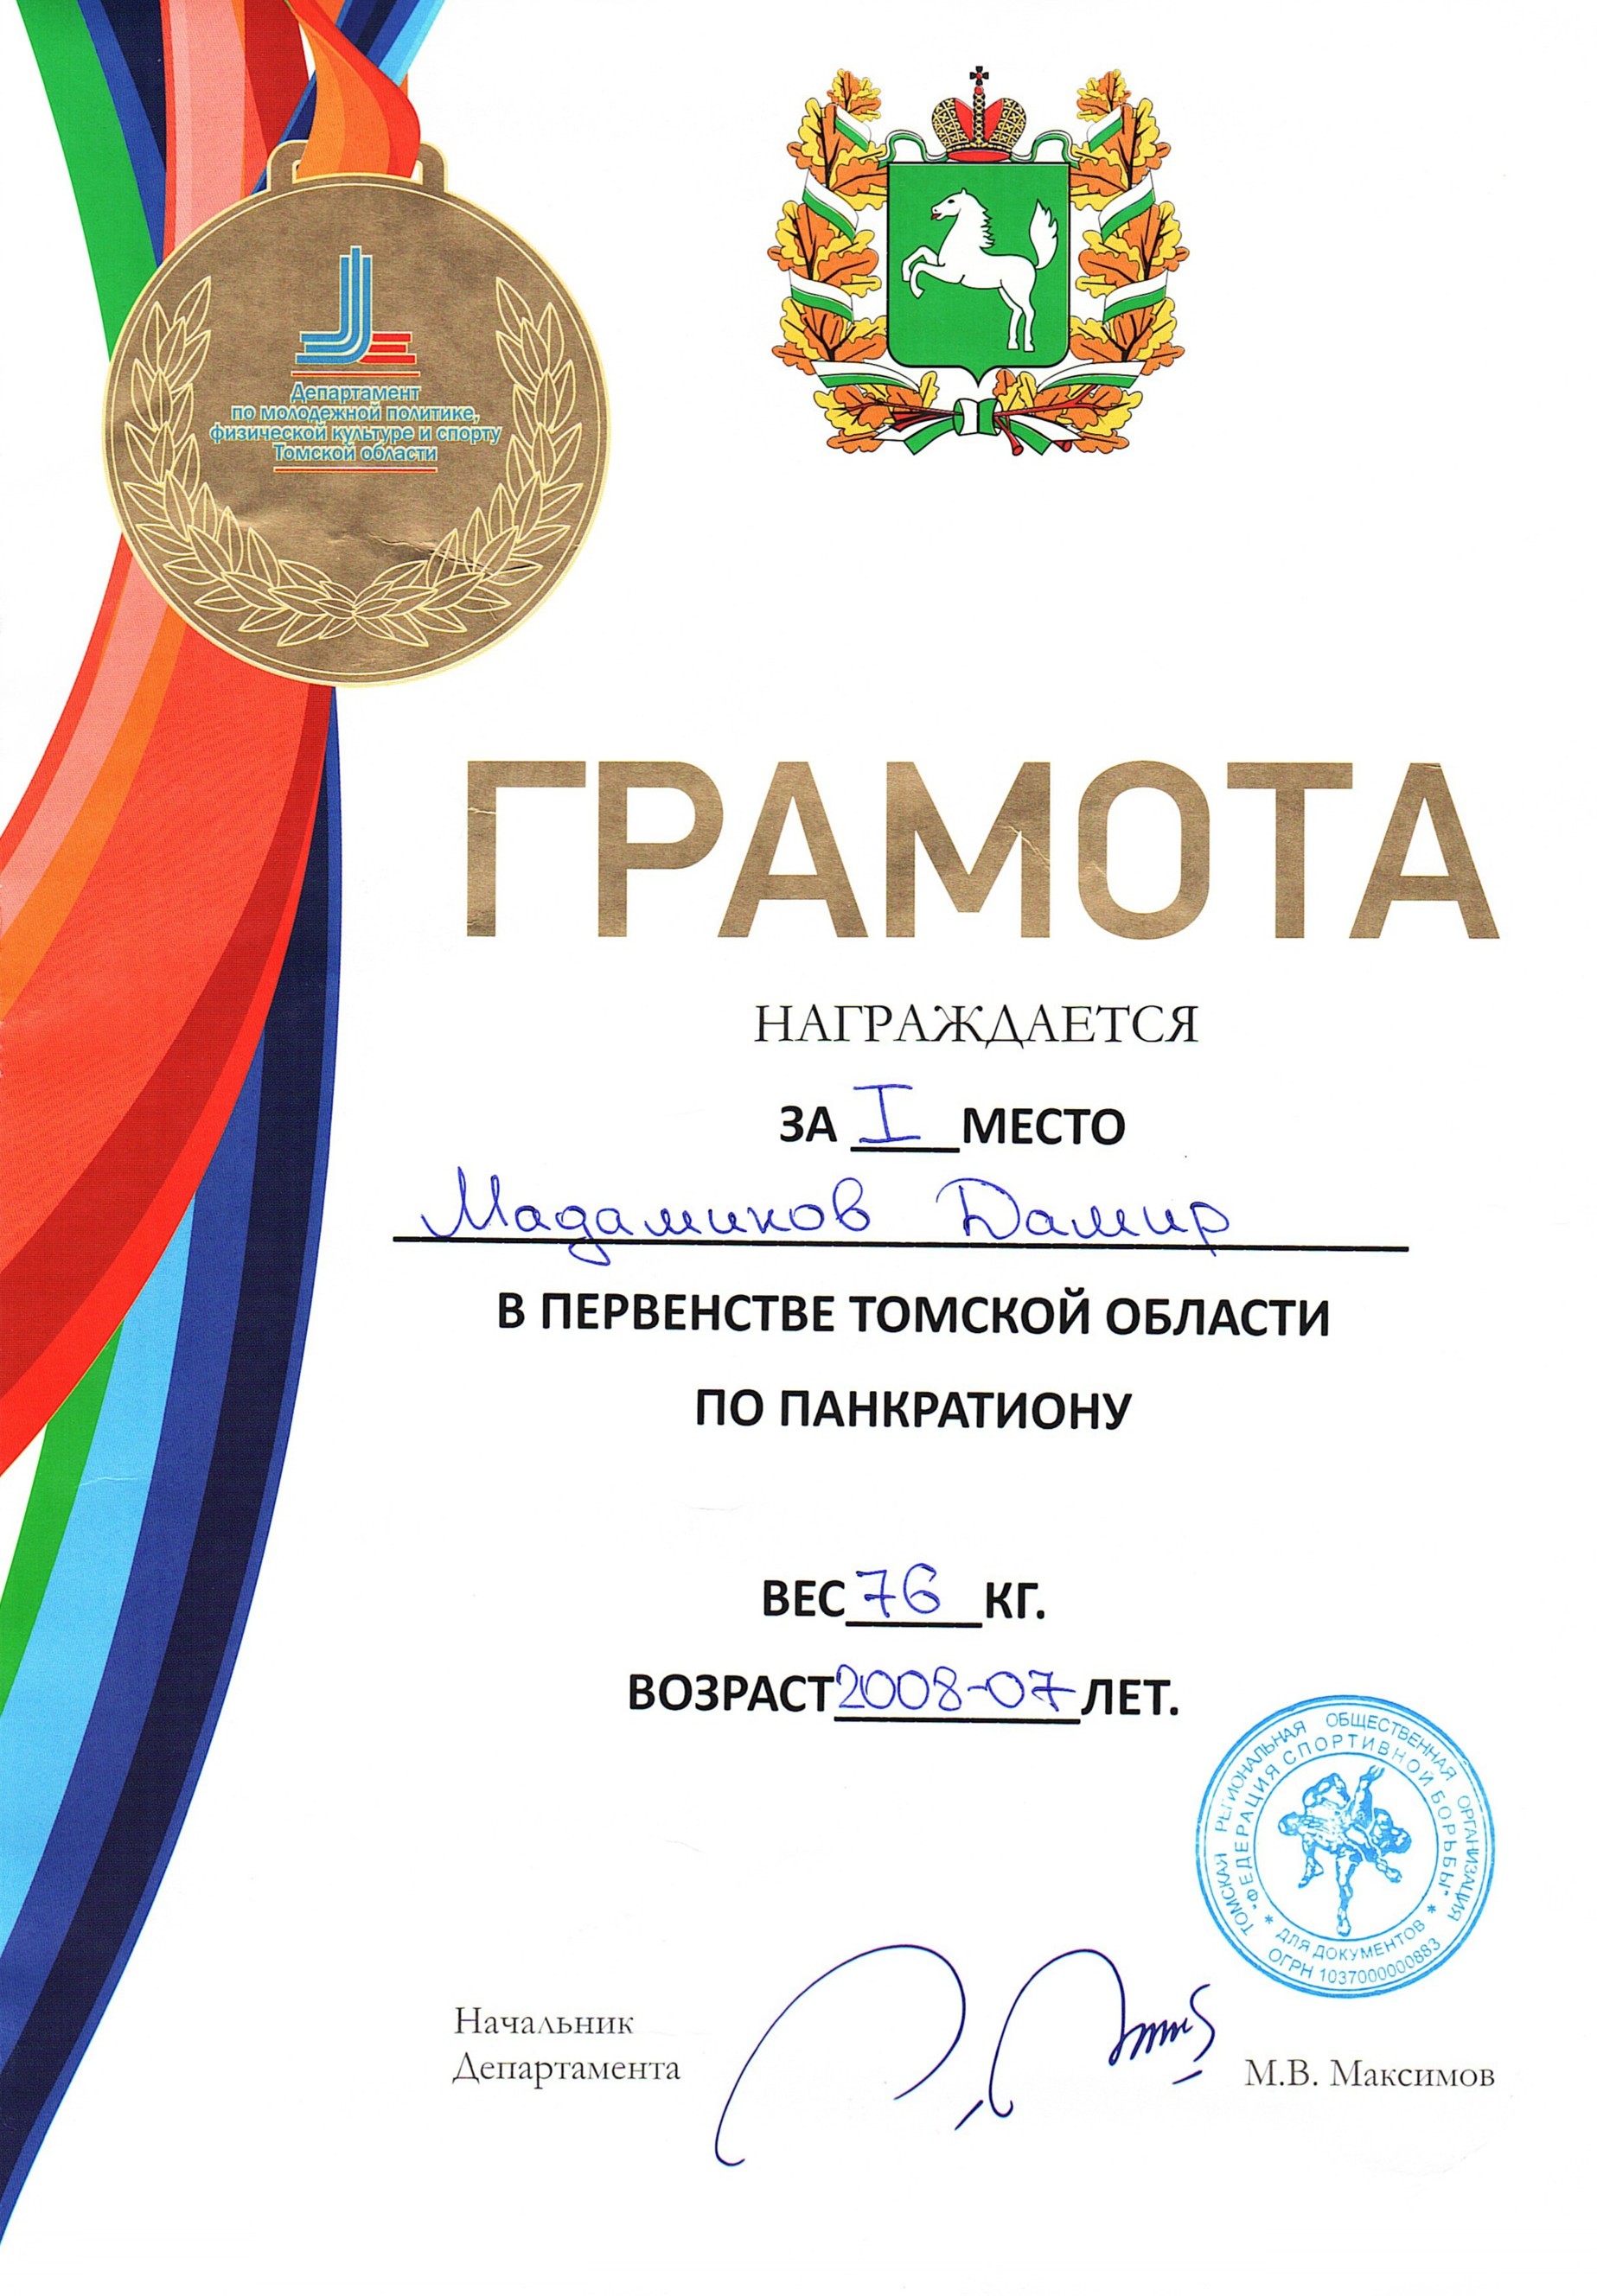 Департамент
по молодежной политике,
физической культуре и спорту
Томской области
ГРАМОТА
НАГРАЖДАЕТСЯ
ЗА I МЕСТО
Мадамиков Дамир
В ПЕРВЕНСТВЕ ТОМСКОЙ ОБЛАСТИ
ПО ПАНКРАТИОНУ
ВЕС 76 КГ.
ВОЗРАСТ 2008-07 ЛЕТ.
ТОМСКАЯ РЕГИОНАЛЬНАЯ ОБЩЕСТВЕННАЯ ОРГАНИЗАЦИЯ
"ФЕДЕРАЦИЯ СПОРТИВНОЙ БОРЬБЫ"
* ДЛЯ ДОКУМЕНТОВ *
ОГРН 1037000000883
Начальник
Департамента
М.В. Максимов